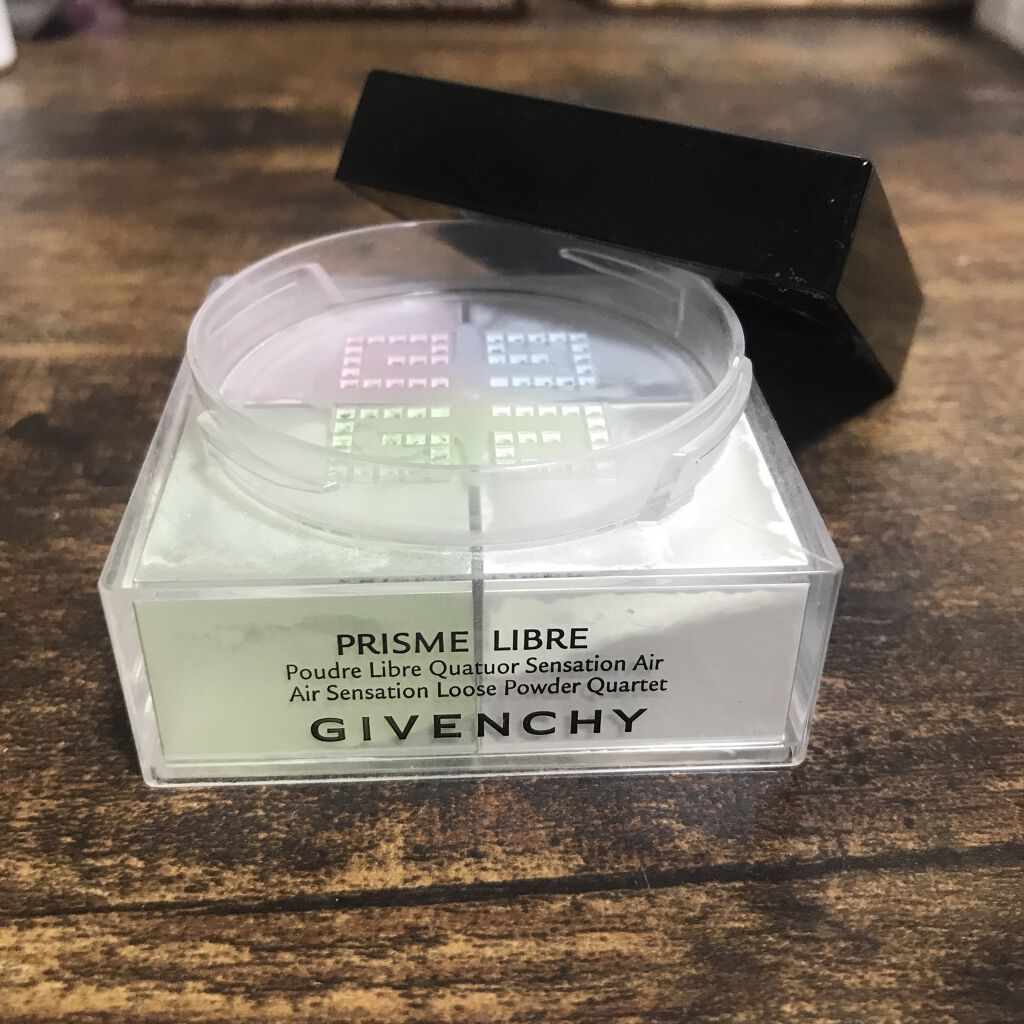 PRISME LIBRE
Poudre Libre Quatuor Sensation Air
Air Sensation Loose Powder Quartet
GIVENCHY